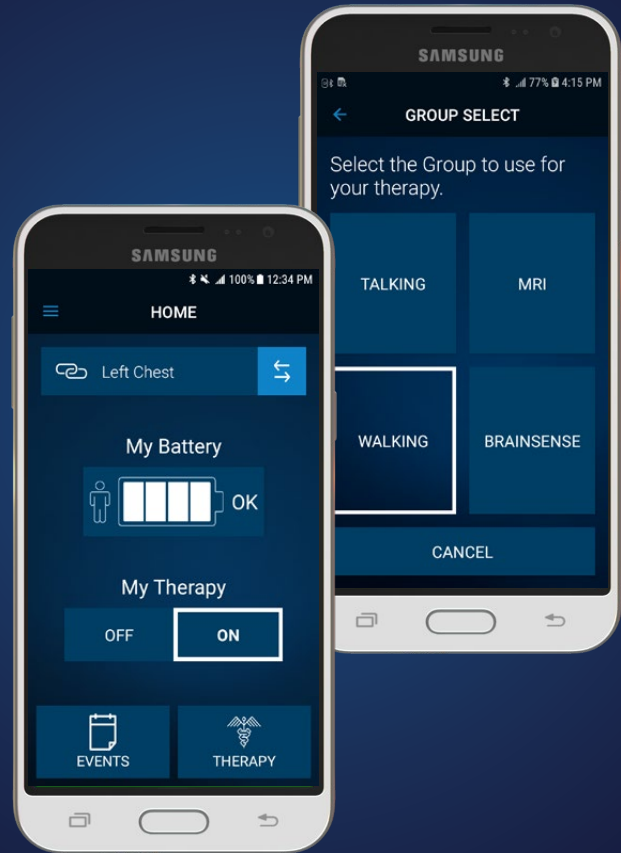 SAMSUNG
100% 12:34 PM
HOME
Left Chest
My Battery
OK
My Therapy
OFF
ON
EVENTS
THERAPY
SAMSUNG
77% 4:15 PM
GROUP SELECT
Select the Group to use for
your therapy.
TALKING
MRI
WALKING
BRAINSENSE
CANCEL